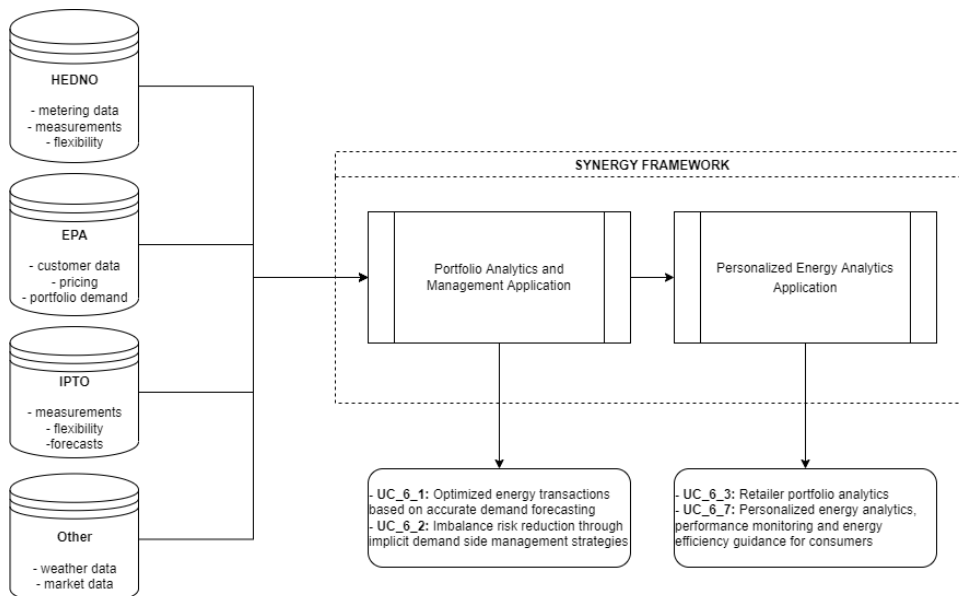 HEDNO
- metering data
- measurements
- flexibility
EPA
- customer data
- pricing
- portfolio demand
IPTO
- measurements
- flexibility
-forecasts
Other
- weather data
- market data
SYNERGY FRAMEWORK
Portfolio Analytics and
Management Application
Personalized Energy Analytics
Application
- UC_6_1: Optimized energy transactions
based on accurate demand forecasting
- UC_6_2: Imbalance risk reduction through
implicit demand side management strategies
- UC_6_3: Retailer portfolio analytics
- UC_6_7: Personalized energy analytics,
performance monitoring and energy
efficiency guidance for consumers